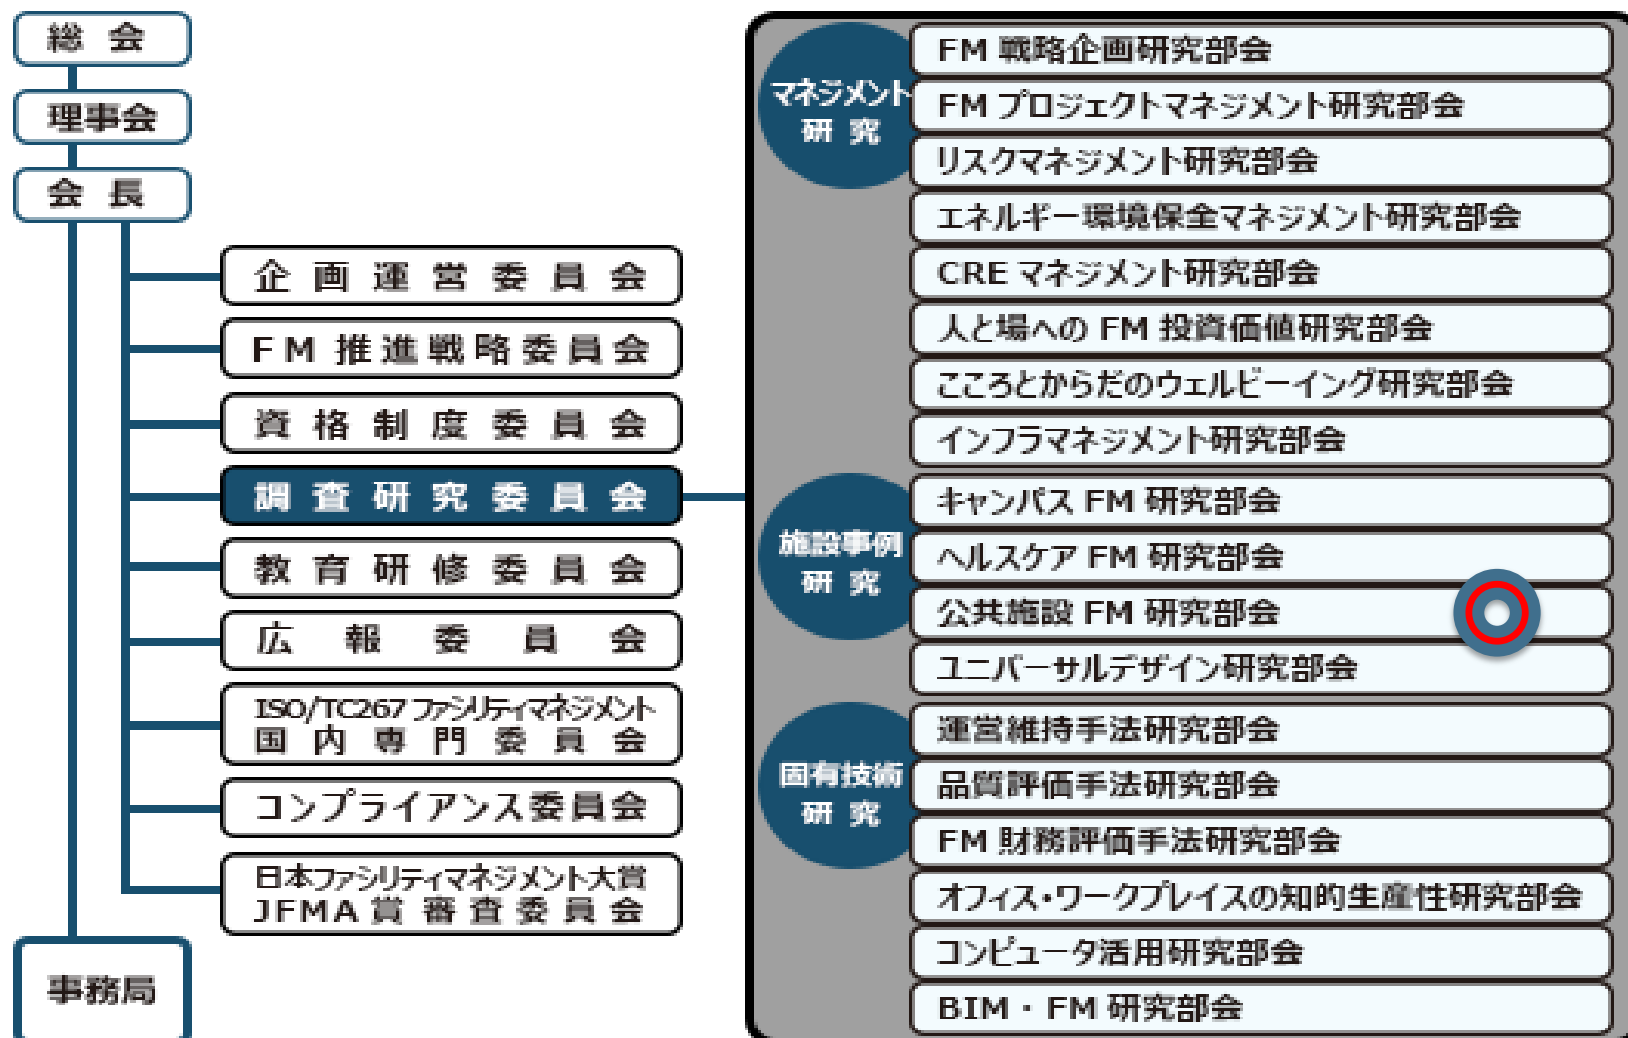 総会
理事会
会長
企画運営委員会
FM推進戦略委員会
資格制度委員会
調査研究委員会
教育研修委員会
広報委員会
ISO/TC267ファシリティマネジメント
国内専門委員会
コンプライアンス委員会
日本ファシリティマネジメント大賞
JFMA賞審査委員会
事務局
マネジメント
研究
FM 戦略企画研究部会
FM プロジェクトマネジメント研究部会
リスクマネジメント研究部会
エネルギー環境保全マネジメント研究部会
CRE マネジメント研究部会
人と場への FM 投資価値研究部会
こころとからだのウェルビーイング研究部会
インフラマネジメント研究部会
施設事例
研究
キャンパス FM 研究部会
ヘルスケア FM 研究部会
公共施設 FM 研究部会
ユニバーサルデザイン研究部会
固有技術
研究
運営維持手法研究部会
品質評価手法研究部会
FM 財務評価手法研究部会
オフィス・ワークプレイスの知的生産性研究部会
コンピュータ活用研究部会
BIM・FM 研究部会